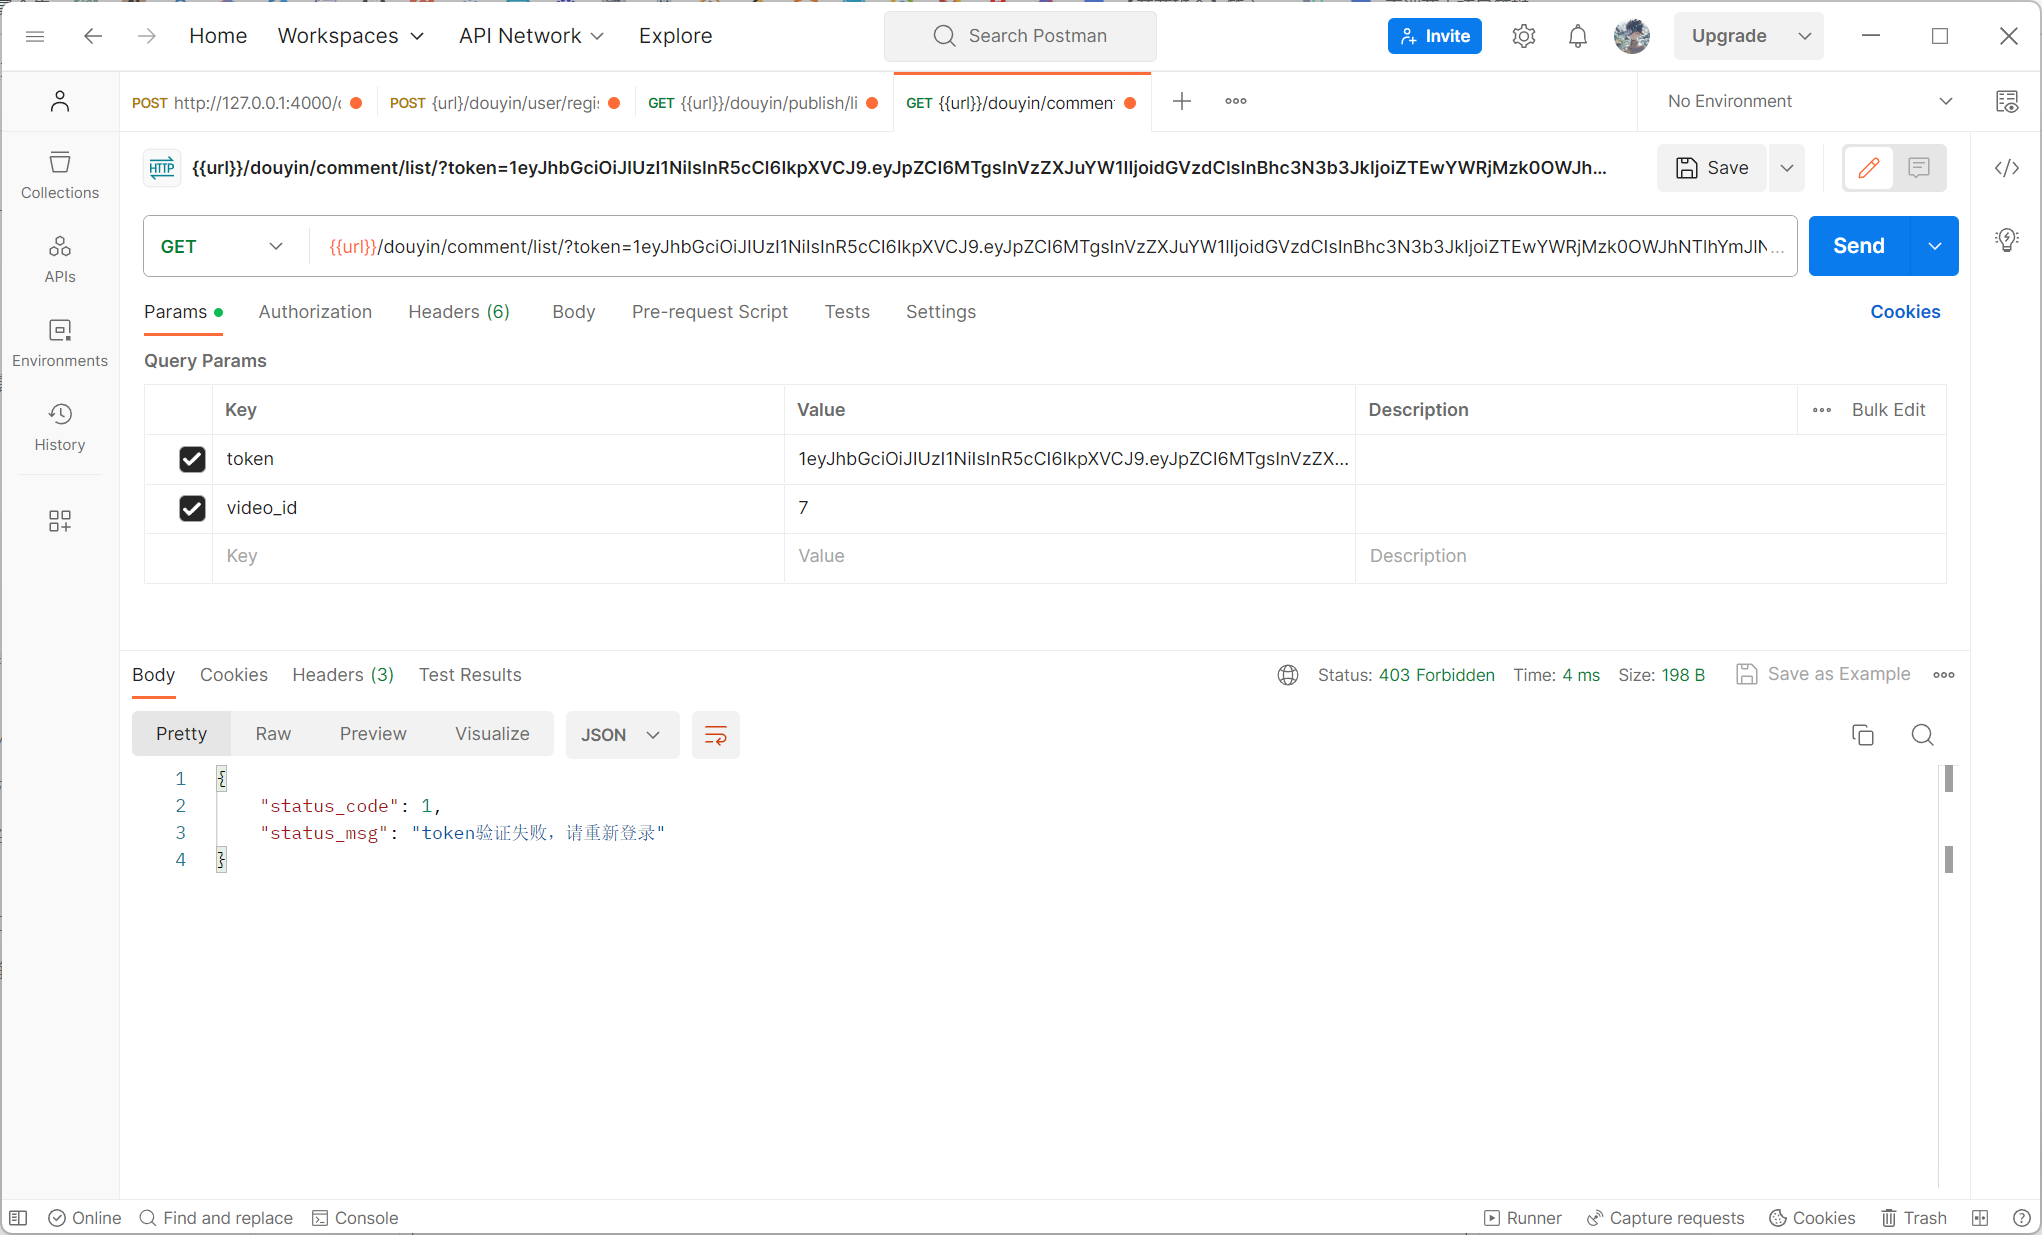 Home
Workspaces
API Network
Explore
Search Postman
Invite
Upgrade
POST http://127.0.0.1:4000/
POST {url}/douyin/user/regi
GET {{url}}/douyin/publish/li
GET {{url}}/douyin/commen
No Environment
Collections
APIs
Environments
History
HTTP
{{url}}/douyin/comment/list/?token=1eyJhbGciOiJIUzI1NiIsInR5cCI6IkpXVCJ9.eyJpZCI6MTgsInVzZXJuYW1lIjoidGVzdCIsInBhc3N3b3JkIjoiZTEwYWRjMzk0OWJh...
Save
GET
{{url}}/douyin/comment/list/?token=1eyJhbGciOiJIUzI1NiIsInR5cCI6IkpXVCJ9.eyJpZCI6MTgsInVzZXJuYW1lIjoidGVzdCIsInBhc3N3b3JkIjoiZTEwYWRjMzk0OWJhNTlhYmJlN...
Send
Params
Authorization
Headers (6)
Body
Pre-request Script
Tests
Settings
Cookies
Query Params
Key
Value
Description
Bulk Edit
token
1eyJhbGciOiJIUzI1NiIsInR5cCI6IkpXVCJ9.eyJpZCI6MTgsInVzZX...
video_id
7
Key
Value
Description
Body
Cookies
Headers (3)
Test Results
Status: 403 Forbidden
Time: 4 ms
Size: 198 B
Save as Example
Pretty
Raw
Preview
Visualize
JSON
1 {
2 "status_code": 1,
3 "status_msg": "token验证失败，请重新登录"
4 }
Online
Find and replace
Console
Runner
Capture requests
Cookies
Trash